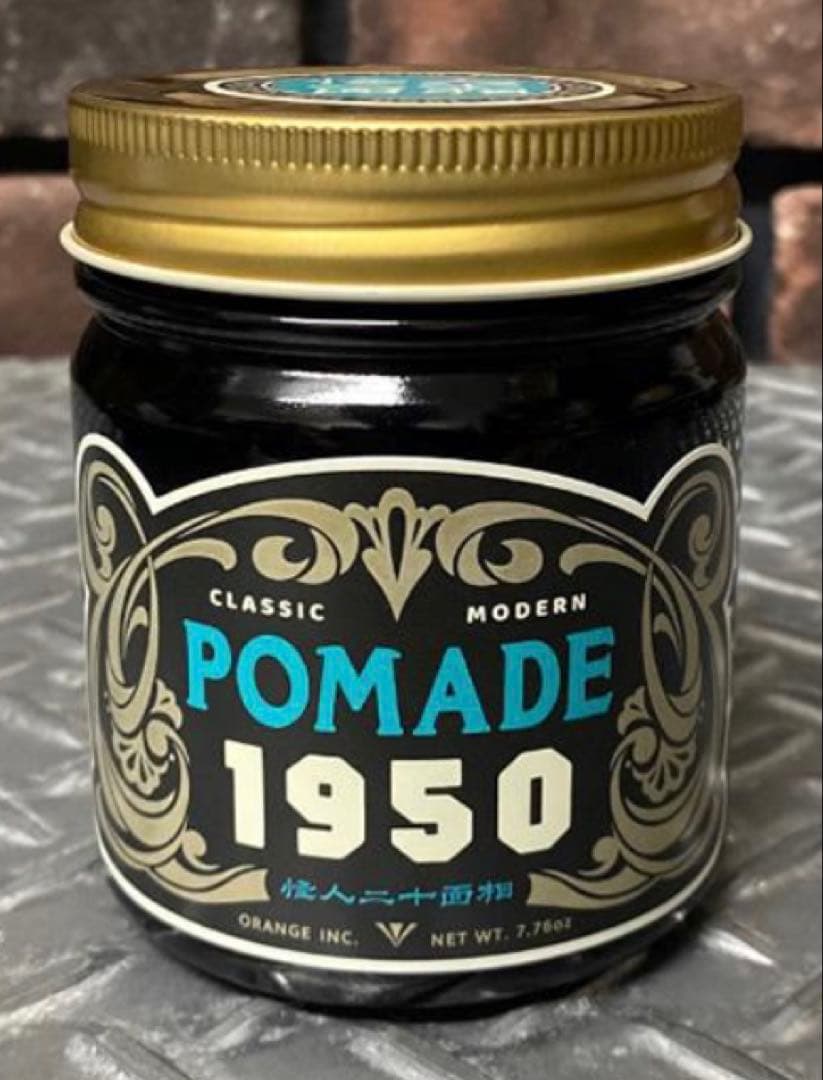 CLASSIC MODERN
POMADE
1950
怪人二十面相
ORANGE INC. NET WT. 7.76oz